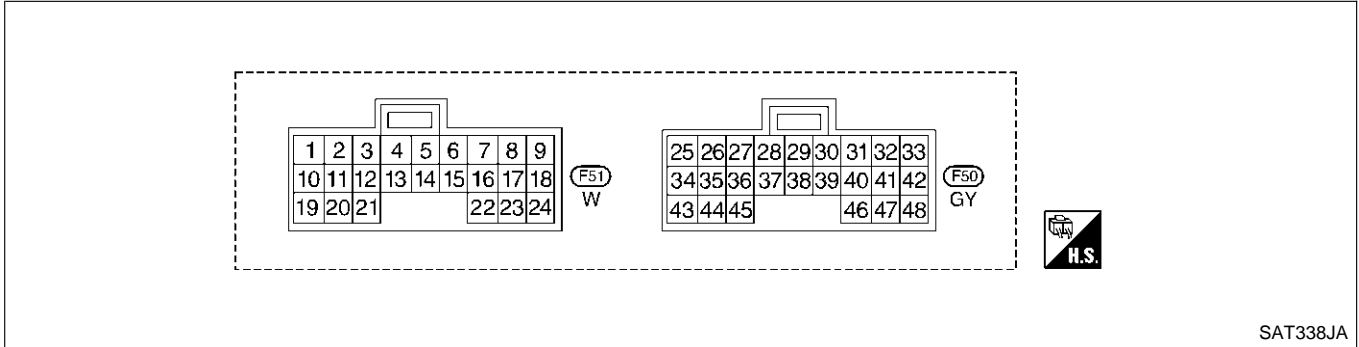 1 2 3 4 5 6 7 8 9
10 11 12 13 14 15 16 17 18
19 20 21 22 23 24
F51
W
25 26 27 28 29 30 31 32 33
34 35 36 37 38 39 40 41 42
43 44 45 46 47 48
F50
GY
H.S.
SAT338JA